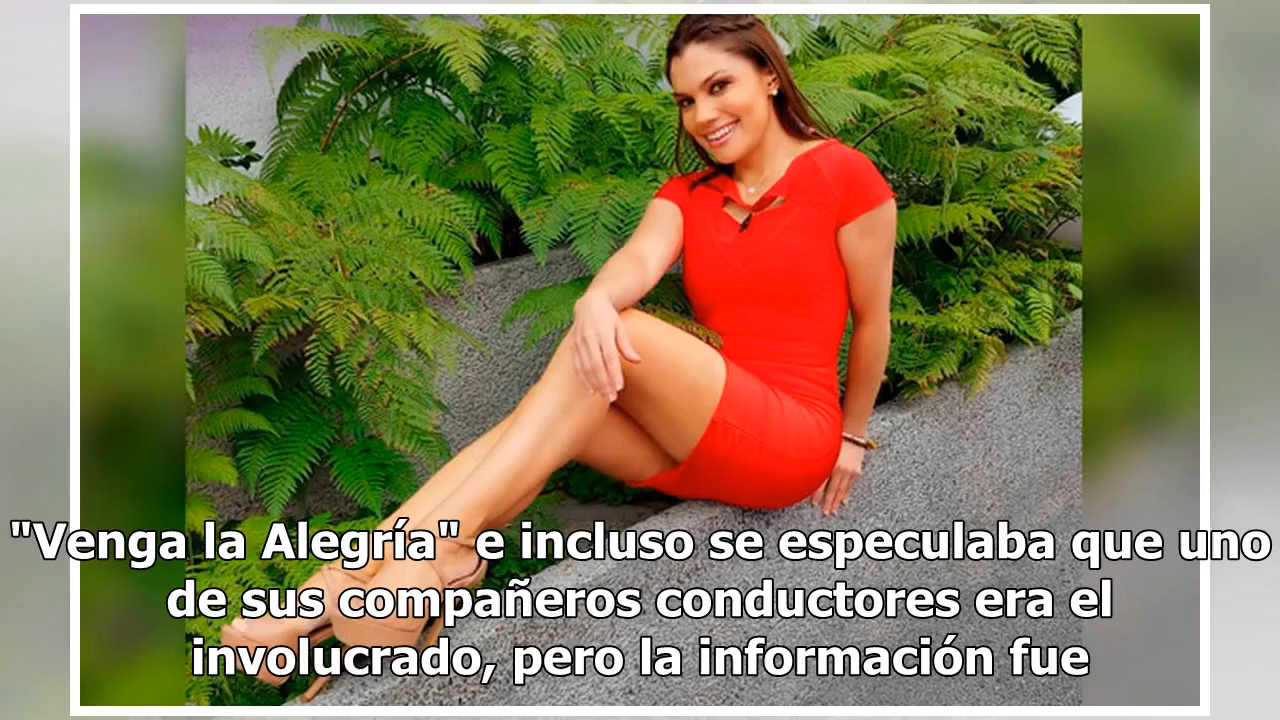 "Venga la Alegría" e incluso se especulaba que uno
de sus compañeros conductores era el
involucrado, pero la información fue